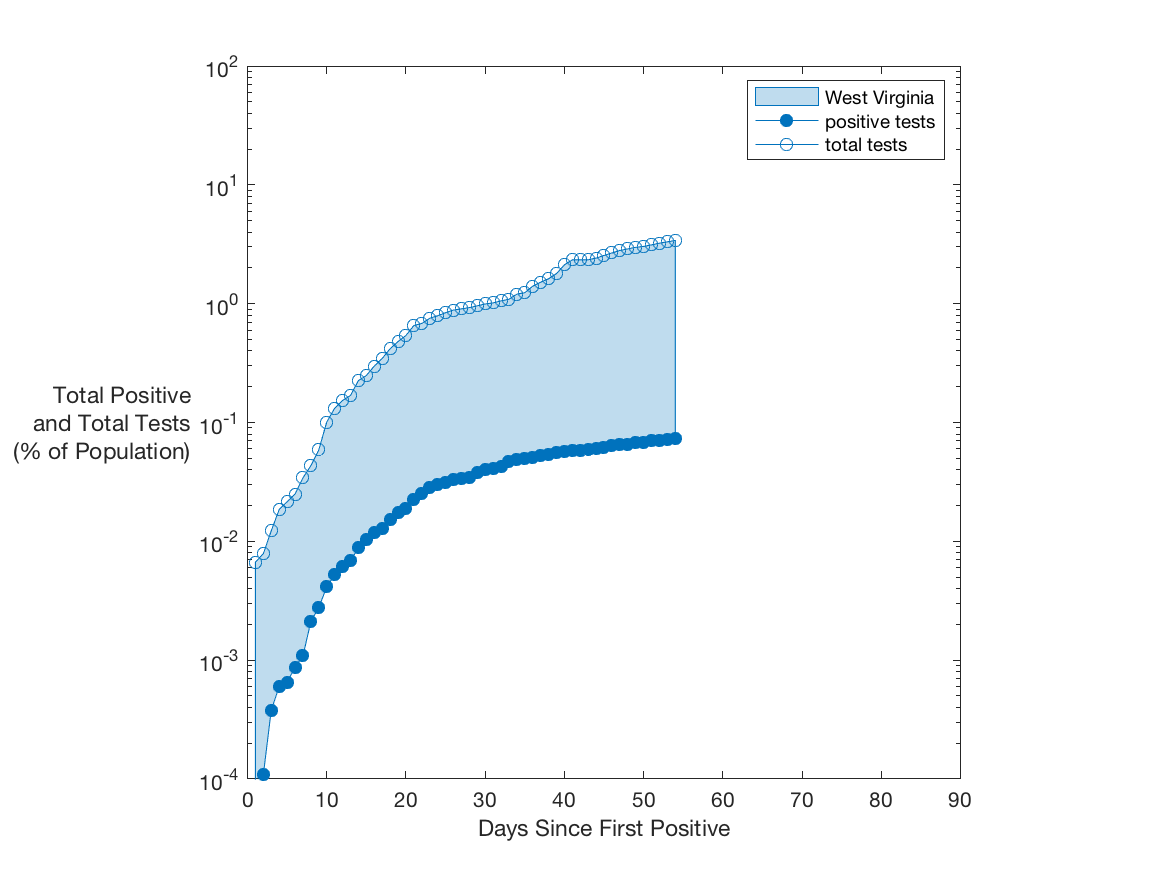 10^2
10^1
10^0
10^-1
10^-2
10^-3
10^-4
Total Positive
and Total Tests
(% of Population)
West Virginia
positive tests
total tests
0 10 20 30 40 50 60 70 80 90
Days Since First Positive